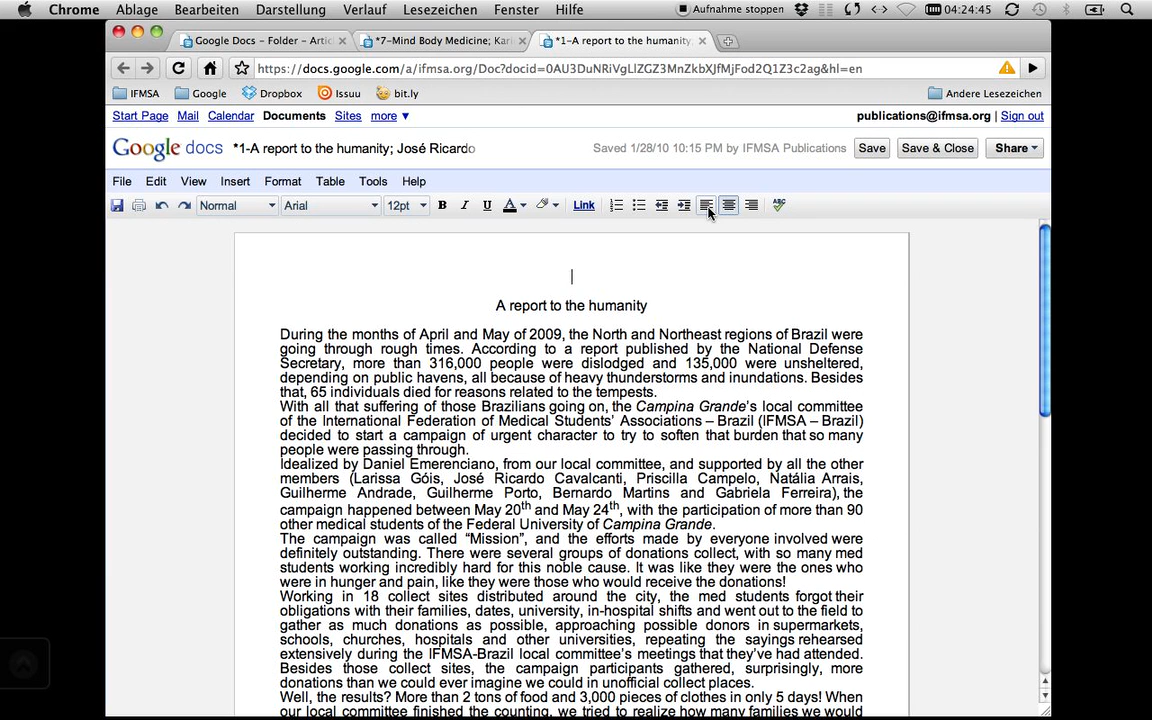 Chrome Ablage Bearbeiten Darstellung Verlauf Lesezeichen Fenster Hilfe Aufnahme stoppen 04:24:45
Google Docs – Folder – Artic *7-Mind Body Medicine; Kari *1-A report to the humanity;
https://docs.google.com/a/ifmsa.org/Doc?docid=0AU3DuNRiVgLlZGZ3MnZkbXJfMjFod2Q1Z3c2ag&hl=en
IFMSA Google Dropbox Issuu bit.ly Andere Lesezeichen
Start Page Mail Calendar Documents Sites more ▼ publications@ifmsa.org | Sign out
Google docs *1-A report to the humanity; José Ricardo Saved 1/28/10 10:15 PM by IFMSA Publications Save Save & Close Share
File Edit View Insert Format Table Tools Help
Normal Arial 12pt B I U A Link ABC
A report to the humanity
During the months of April and May of 2009, the North and Northeast regions of Brazil were
going through rough times. According to a report published by the National Defense
Secretary, more than 316,000 people were dislodged and 135,000 were unsheltered,
depending on public havens, all because of heavy thunderstorms and inundations. Besides
that, 65 individuals died for reasons related to the tempests.
With all that suffering of those Brazilians going on, the Campina Grande's local committee
of the International Federation of Medical Students' Associations – Brazil (IFMSA – Brazil)
decided to start a campaign of urgent character to try to soften that burden that so many
people were passing through.
Idealized by Daniel Emerenciano, from our local committee, and supported by all the other
members (Larissa Góis, José Ricardo Cavalcanti, Priscilla Campelo, Natália Arrais,
Guilherme Andrade, Guilherme Porto, Bernardo Martins and Gabriela Ferreira), the
campaign happened between May 20th and May 24th, with the participation of more than 90
other medical students of the Federal University of Campina Grande.
The campaign was called “Mission”, and the efforts made by everyone involved were
definitely outstanding. There were several groups of donations collect, with so many med
students working incredibly hard for this noble cause. It was like they were the ones who
were in hunger and pain, like they were those who would receive the donations!
Working in 18 collect sites distributed around the city, the med students forgot their
obligations with their families, dates, university, in-hospital shifts and went out to the field to
gather as much donations as possible, approaching possible donors in supermarkets,
schools, churches, hospitals and other universities, repeating the sayings rehearsed
extensively during the IFMSA-Brazil local committee's meetings that they've had attended.
Besides those collect sites, the campaign participants gathered, surprisingly, more
donations than we could ever imagine we could in unofficial collect places.
Well, the results? More than 2 tons of food and 3,000 pieces of clothes in only 5 days! When
our local committee finished the counting, we tried to realize how many families we would